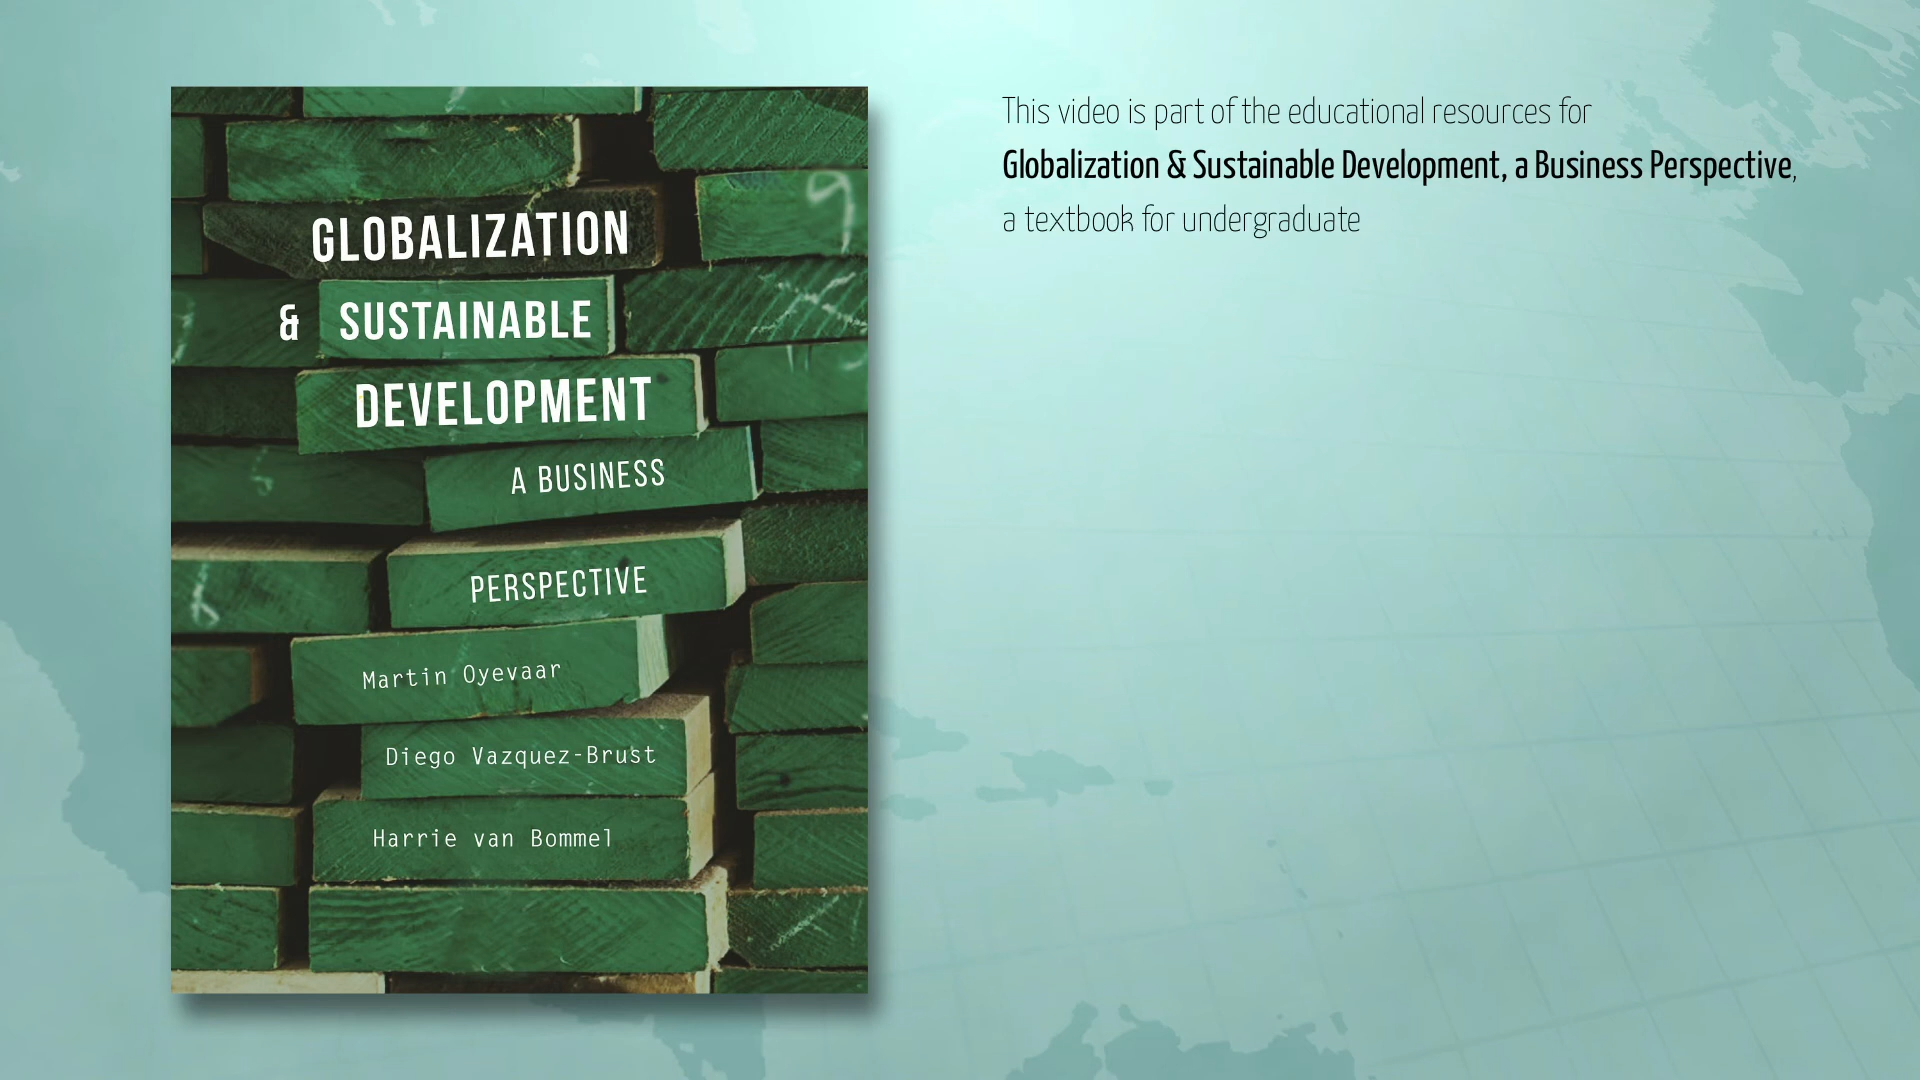 GLOBALIZATION
& SUSTAINABLE
DEVELOPMENT
A BUSINESS
PERSPECTIVE
Martin Oyevaar
Diego Vazquez-Brust
Harrie van Bommel
This video is part of the educational resources for
Globalization & Sustainable Development, a Business Perspective,
a textbook for undergraduate